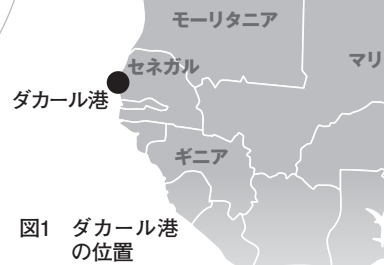 モーリタニア
セネガル
マリ
ダカール港
ギニア
図1 ダカール港
の位置